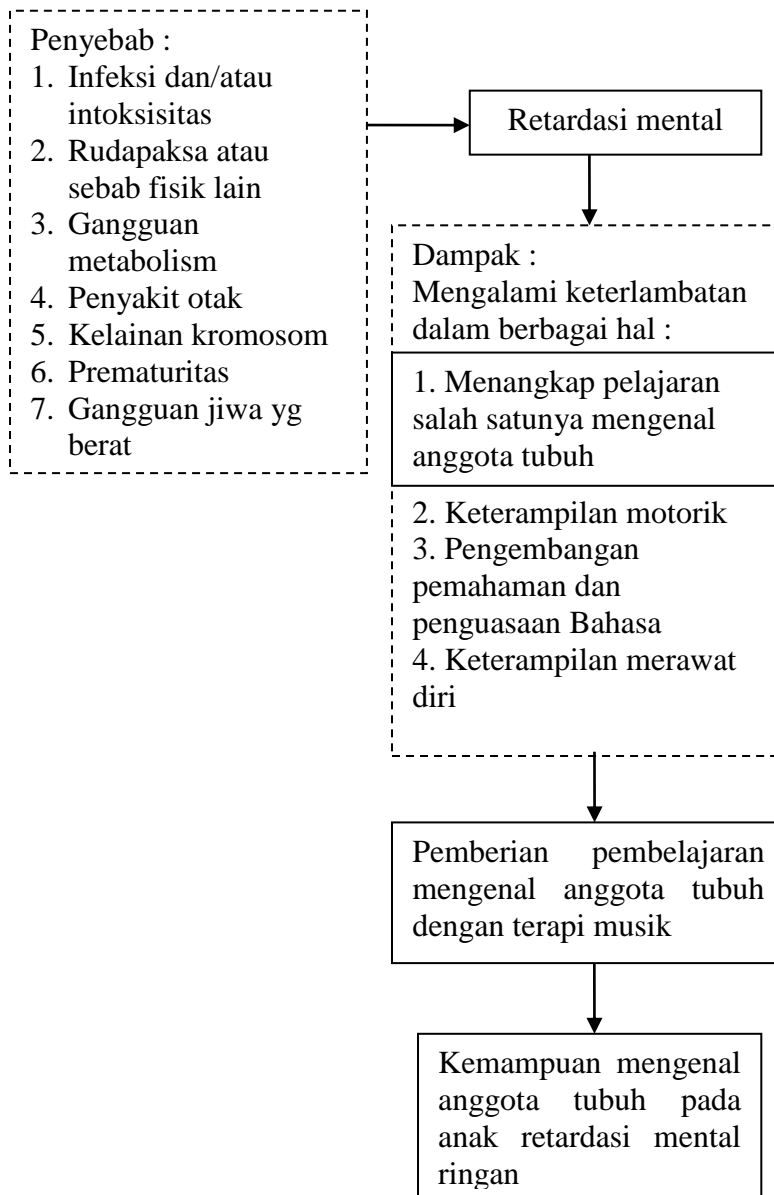 Penyebab :
1. Infeksi dan/atau
intoksisitas
2. Rudapaksa atau
sebab fisik lain
3. Gangguan
metabolism
4. Penyakit otak
5. Kelainan kromosom
6. Prematuritas
7. Gangguan jiwa yg
berat
Retardasi mental
Dampak :
Mengalami keterlambatan
dalam berbagai hal :
1. Menangkap pelajaran
salah satunya mengenal
anggota tubuh
2. Keterampilan motorik
3. Pengembangan
pemahaman dan
penguasaan Bahasa
4. Keterampilan merawat
diri
Pemberian pembelajaran
mengenal anggota tubuh
dengan terapi musik
Kemampuan mengenal
anggota tubuh pada
anak retardasi mental
ringan